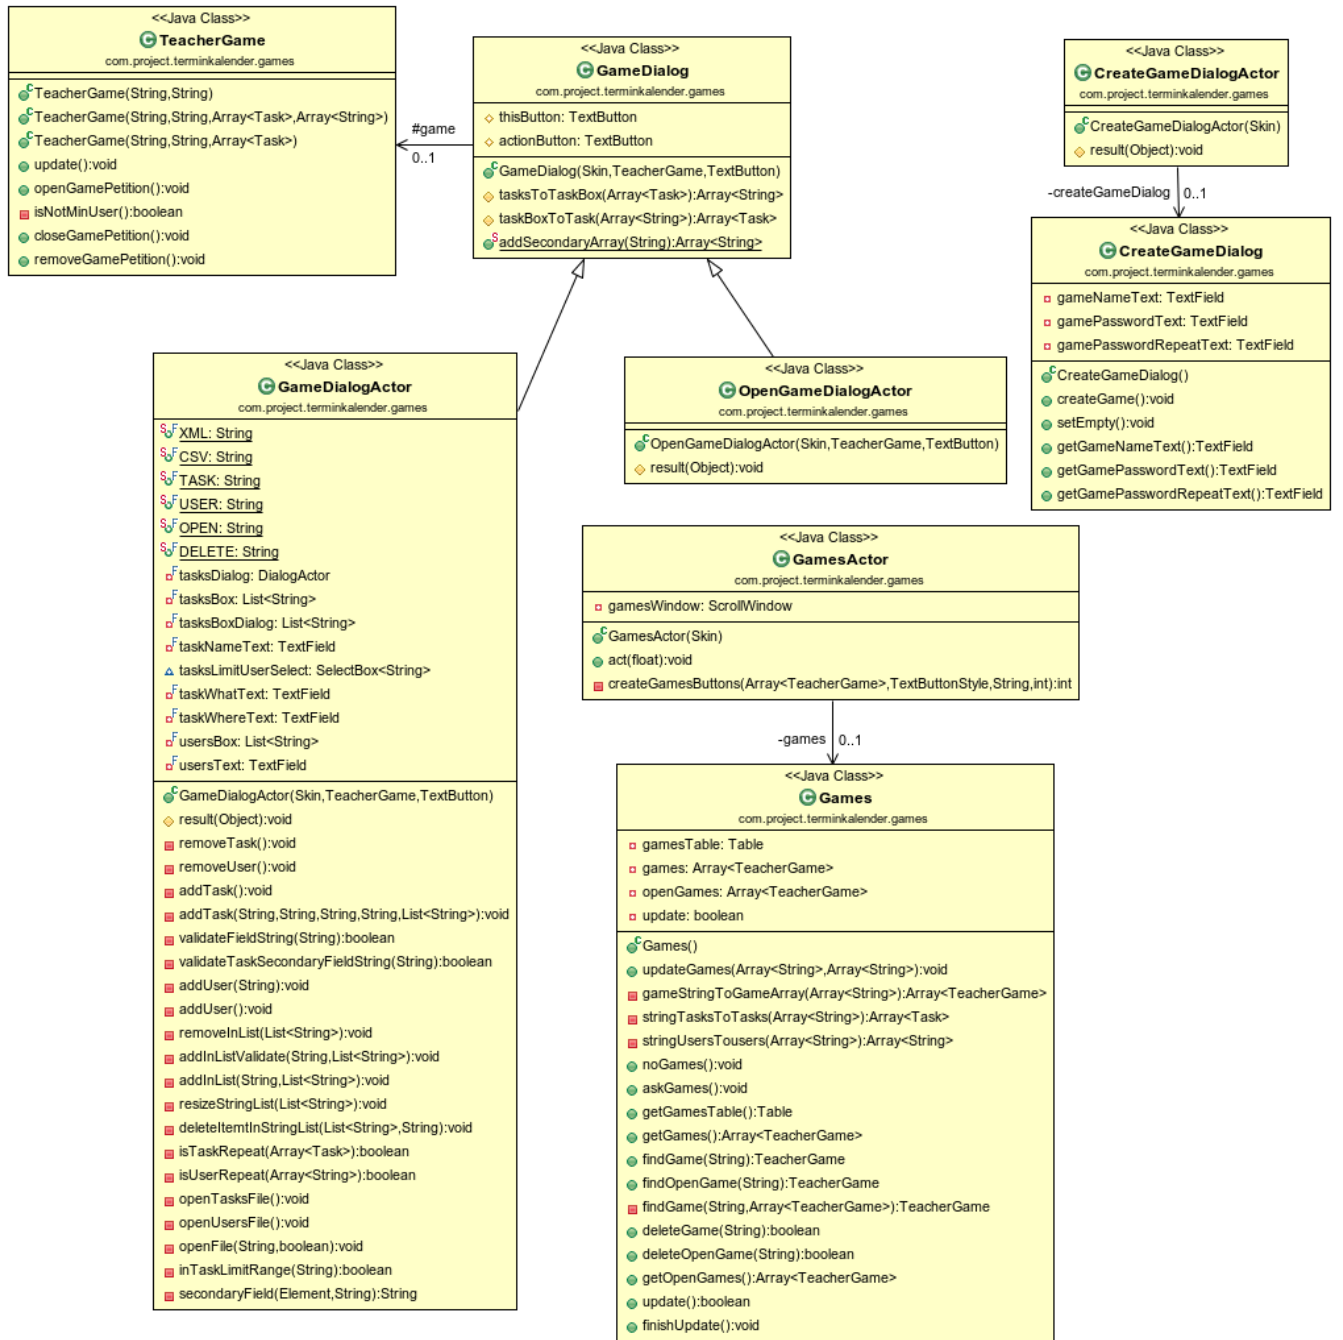 <<Java Class>>
TeacherGame
com.project.terminkalender.games
TeacherGame(String,String)
TeacherGame(String,String,Array<Task>,Array<String>)
TeacherGame(String,String,Array<Task>)
update():void
openGamePetition():void
isNotMinUser():boolean
closeGamePetition():void
removeGamePetition():void
#game
0..1
<<Java Class>>
GameDialog
com.project.terminkalender.games
thisButton: TextButton
actionButton: TextButton
GameDialog(Skin,TeacherGame,TextButton)
tasksToTaskBox(Array<Task>):Array<String>
taskBoxToTask(Array<String>):Array<Task>
addSecondaryArray(String):Array<String>
<<Java Class>>
CreateGameDialogActor
com.project.terminkalender.games
CreateGameDialogActor(Skin)
result(Object):void
-createGameDialog
0..1
<<Java Class>>
CreateGameDialog
com.project.terminkalender.games
gameNameText: TextField
gamePasswordText: TextField
gamePasswordRepeatText: TextField
CreateGameDialog()
createGame():void
setEmpty():void
getGameNameText():TextField
getGamePasswordText():TextField
getGamePasswordRepeatText():TextField
<<Java Class>>
GameDialogActor
com.project.terminkalender.games
XML: String
CSV: String
TASK: String
USER: String
OPEN: String
DELETE: String
tasksDialog: DialogActor
tasksBox: List<String>
tasksBoxDialog: List<String>
taskNameText: TextField
tasksLimitUserSelect: SelectBox<String>
taskWhatText: TextField
taskWhereText: TextField
usersBox: List<String>
usersText: TextField
GameDialogActor(Skin,TeacherGame,TextButton)
result(Object):void
removeTask():void
removeUser():void
addTask():void
addTask(String,String,String,String,List<String>):void
validateFieldString(String):boolean
validateTaskSecondaryFieldString(String):boolean
addUser(String):void
addUser():void
removeInList(List<String>):void
addInListValidate(String,List<String>):void
addInList(String,List<String>):void
resizeStringList(List<String>):void
deleteItemtInStringList(List<String>,String):void
isTaskRepeat(Array<Task>):boolean
isUserRepeat(Array<String>):boolean
openTasksFile():void
openUsersFile():void
openFile(String,boolean):void
inTaskLimitRange(String):boolean
secondaryField(Element,String):String
<<Java Class>>
OpenGameDialogActor
com.project.terminkalender.games
OpenGameDialogActor(Skin,TeacherGame,TextButton)
result(Object):void
<<Java Class>>
GamesActor
com.project.terminkalender.games
gamesWindow: ScrollWindow
GamesActor(Skin)
act(float):void
createGamesButtons(Array<TeacherGame>,TextButtonStyle,String,int):int
-games
0..1
<<Java Class>>
Games
com.project.terminkalender.games
gamesTable: Table
games: Array<TeacherGame>
openGames: Array<TeacherGame>
update: boolean
Games()
updateGames(Array<String>,Array<String>):void
gameStringToGameArray(Array<String>):Array<TeacherGame>
stringTasksToTasks(Array<String>):Array<Task>
stringUsersTousers(Array<String>):Array<String>
noGames():void
askGames():void
getGamesTable():Table
getGames():Array<TeacherGame>
findGame(String):TeacherGame
findOpenGame(String):TeacherGame
findGame(String,Array<TeacherGame>):TeacherGame
deleteGame(String):boolean
deleteOpenGame(String):boolean
getOpenGames():Array<TeacherGame>
update():boolean
finishUpdate():void